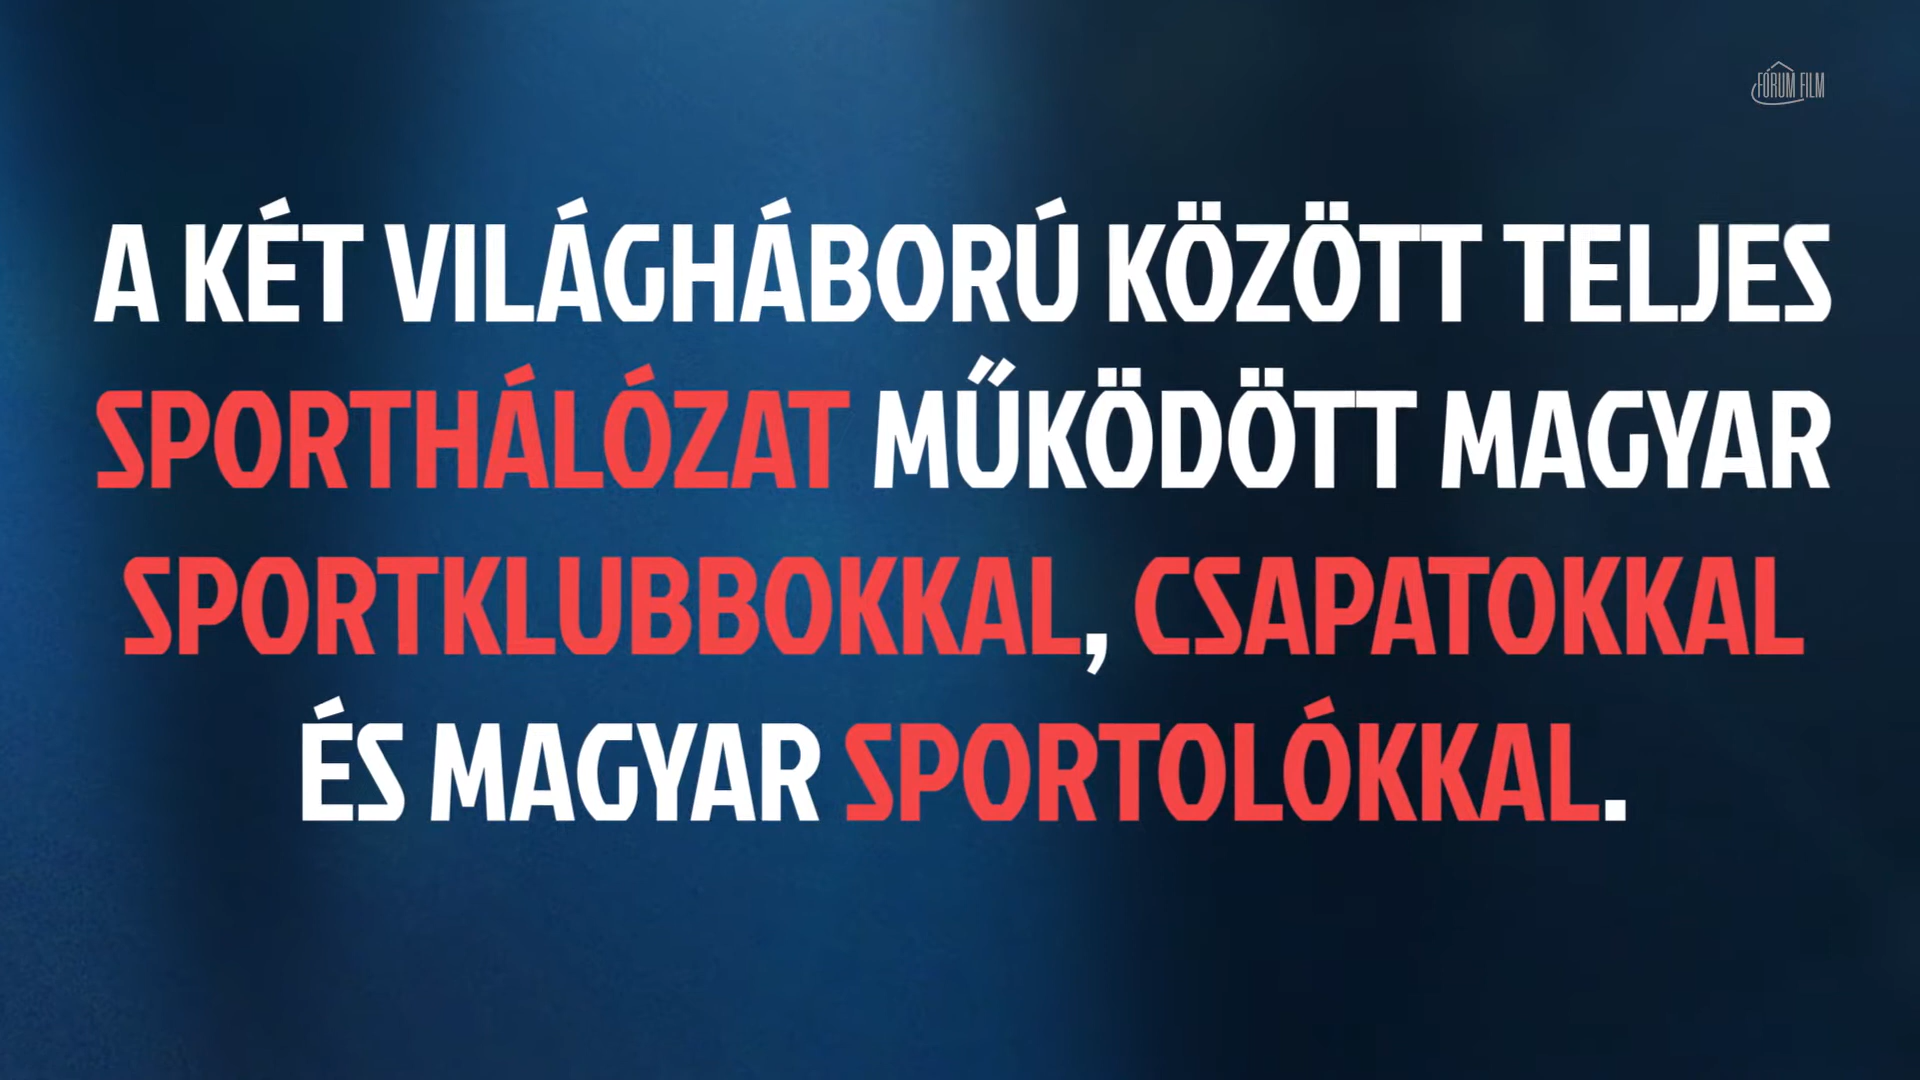 FÓRUM FILM
A KÉT VILÁGHÁBORÚ KÖZÖTT TELJES
SPORTHÁLÓZAT MŰKÖDÖTT MAGYAR
SPORTKLUBBOKKAL, CSAPATOKKAL
ÉS MAGYAR SPORTOLÓKKAL.